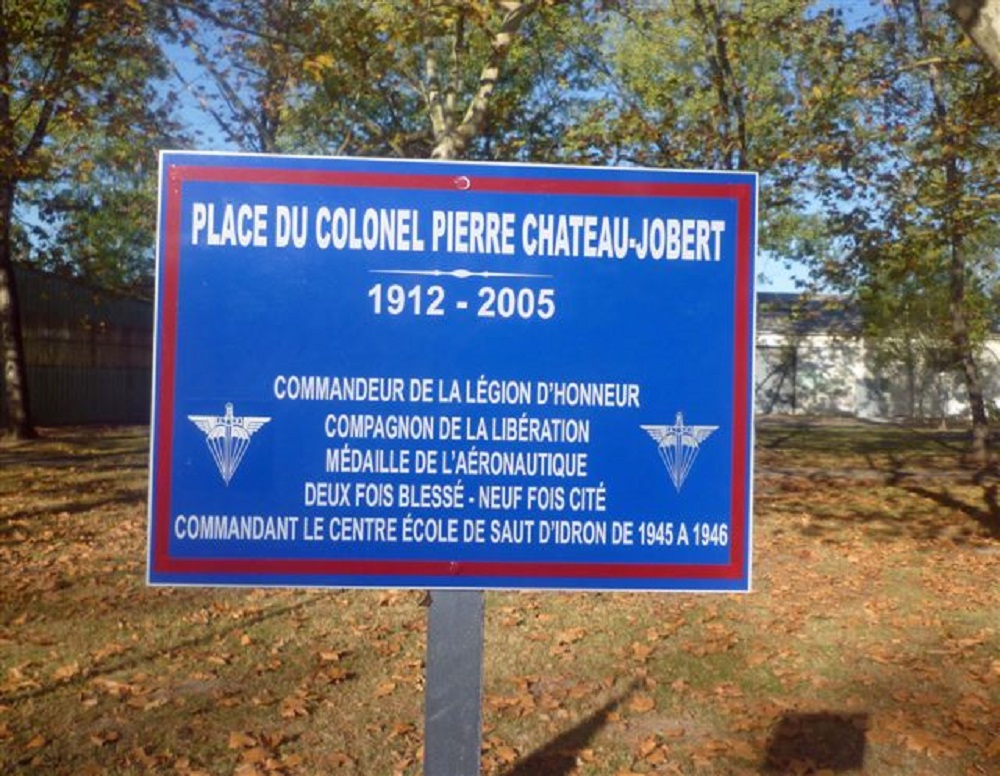 PLACE DU COLONEL PIERRE CHATEAU-JOBERT
1912 - 2005
COMMANDEUR DE LA LÉGION D'HONNEUR
COMPAGNON DE LA LIBÉRATION
MÉDAILLE DE L'AÉRONAUTIQUE
DEUX FOIS BLESSÉ - NEUF FOIS CITÉ
COMMANDANT LE CENTRE ÉCOLE DE SAUT D'IDRON DE 1945 A 1946